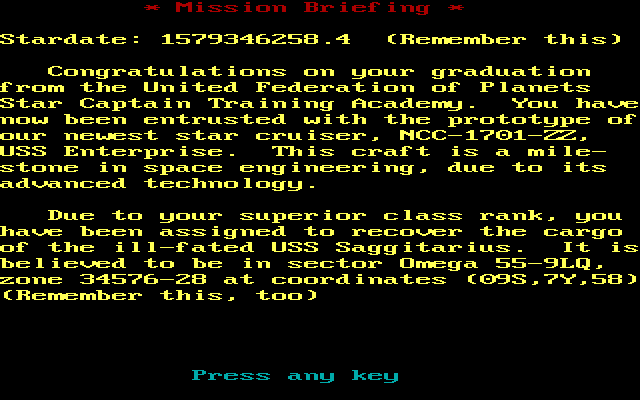 * Mission Briefing *
Stardate: 1579346258.4  (Remember this)
Congratulations on your graduation
from the United Federation of Planets
Star Captain Training Academy.  You have
now been entrusted with the prototype of
our newest star cruiser, NCC-1701-ZZ,
USS Enterprise.  This craft is a mile-
stone in space engineering, due to its
advanced technology.
Due to your superior class rank, you
have been assigned to recover the cargo
of the ill-fated USS Saggitarius.  It is
believed to be in sector Omega 55-9LQ,
zone 34576-28 at coordinates (09S,7Y,58)
(Remember this, too)
Press any key